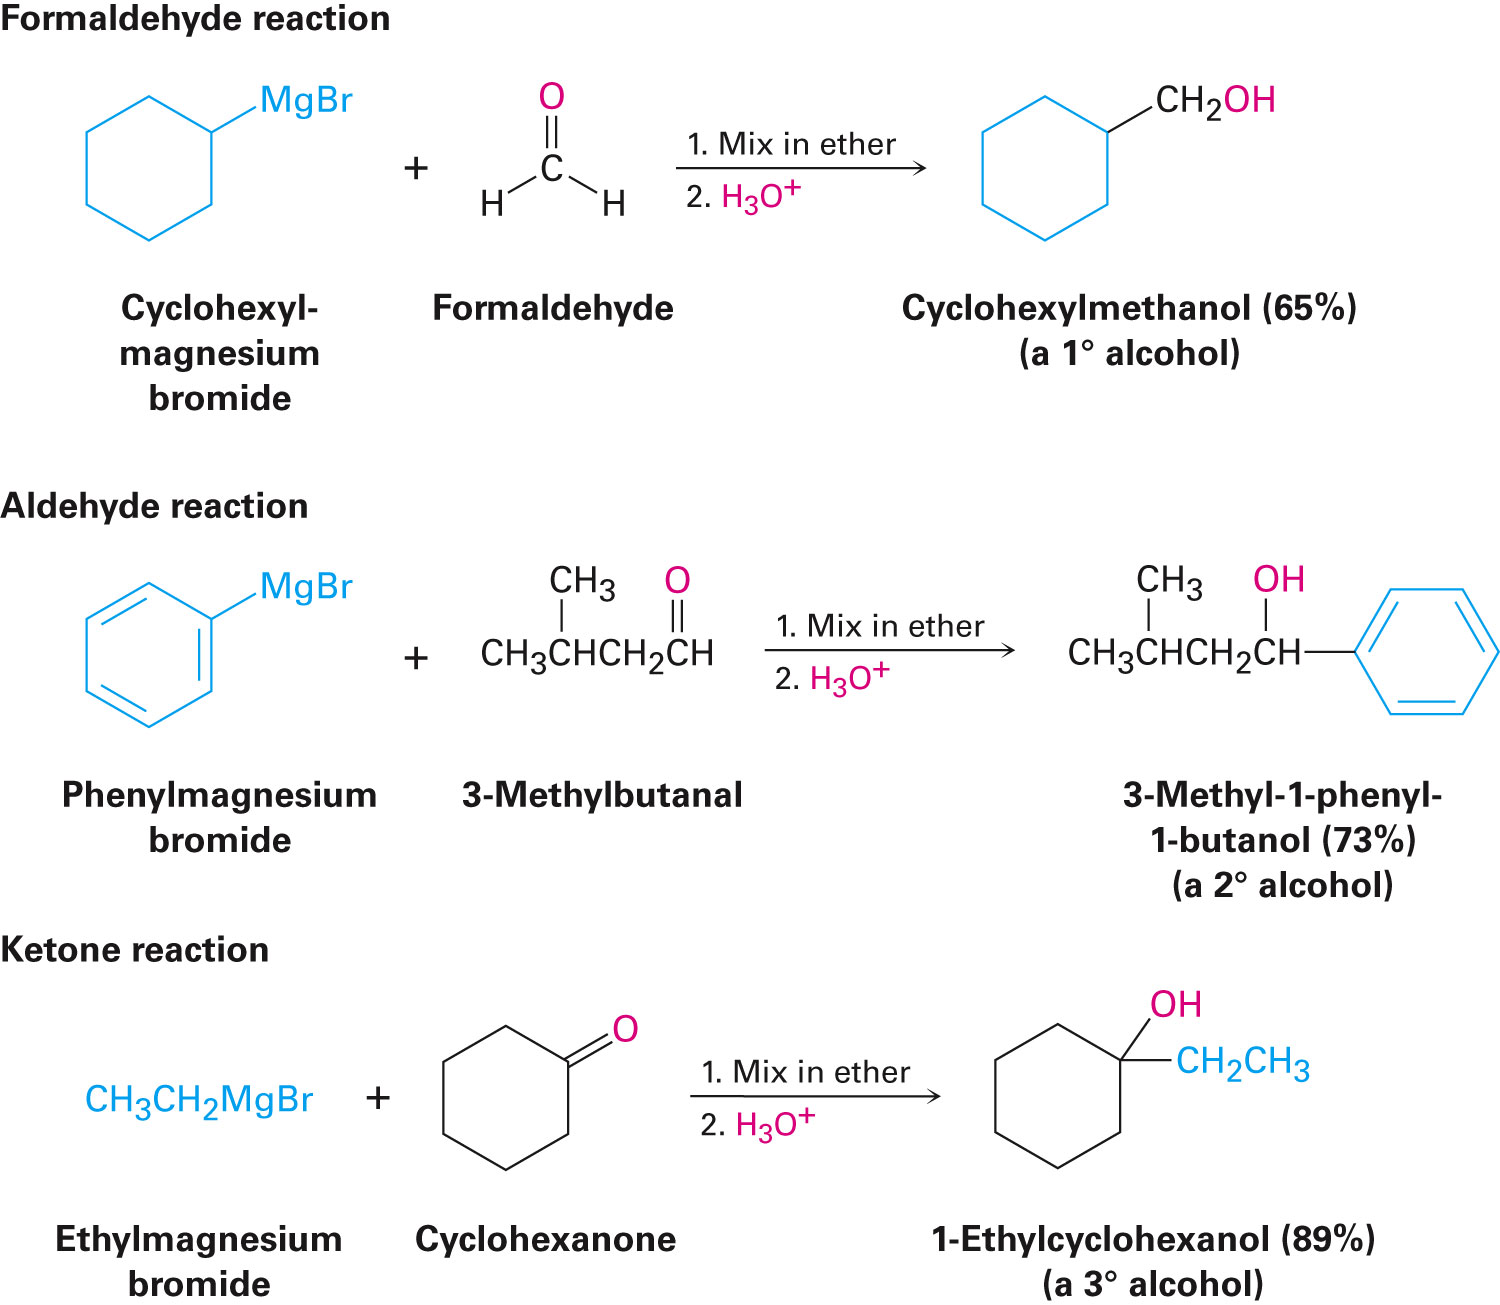 Formaldehyde reaction
MgBr + O C H H 1. Mix in ether 2. H₃O⁺ CH₂OH
Cyclohexyl-
magnesium
bromide
Formaldehyde
Cyclohexylmethanol (65%)
(a 1° alcohol)
Aldehyde reaction
MgBr
+
CH₃ O
CH₃CHCH₂CH
1. Mix in ether
2. H₃O⁺
CH₃ OH
CH₃CHCH₂CH
Phenylmagnesium
bromide
3-Methylbutanal
3-Methyl-1-phenyl-
1-butanol (73%)
(a 2° alcohol)
Ketone reaction
CH₃CH₂MgBr
+
O
1. Mix in ether
2. H₃O⁺
OH
CH₂CH₃
Ethylmagnesium
bromide
Cyclohexanone
1-Ethylcyclohexanol (89%)
(a 3° alcohol)